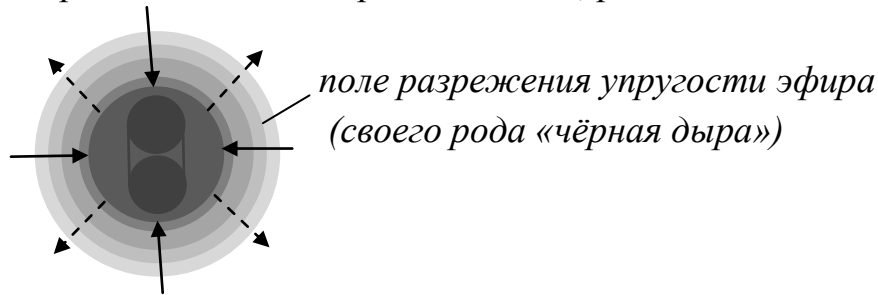 поле разрежения упругости эфира
(своего рода «чёрная дыра»)